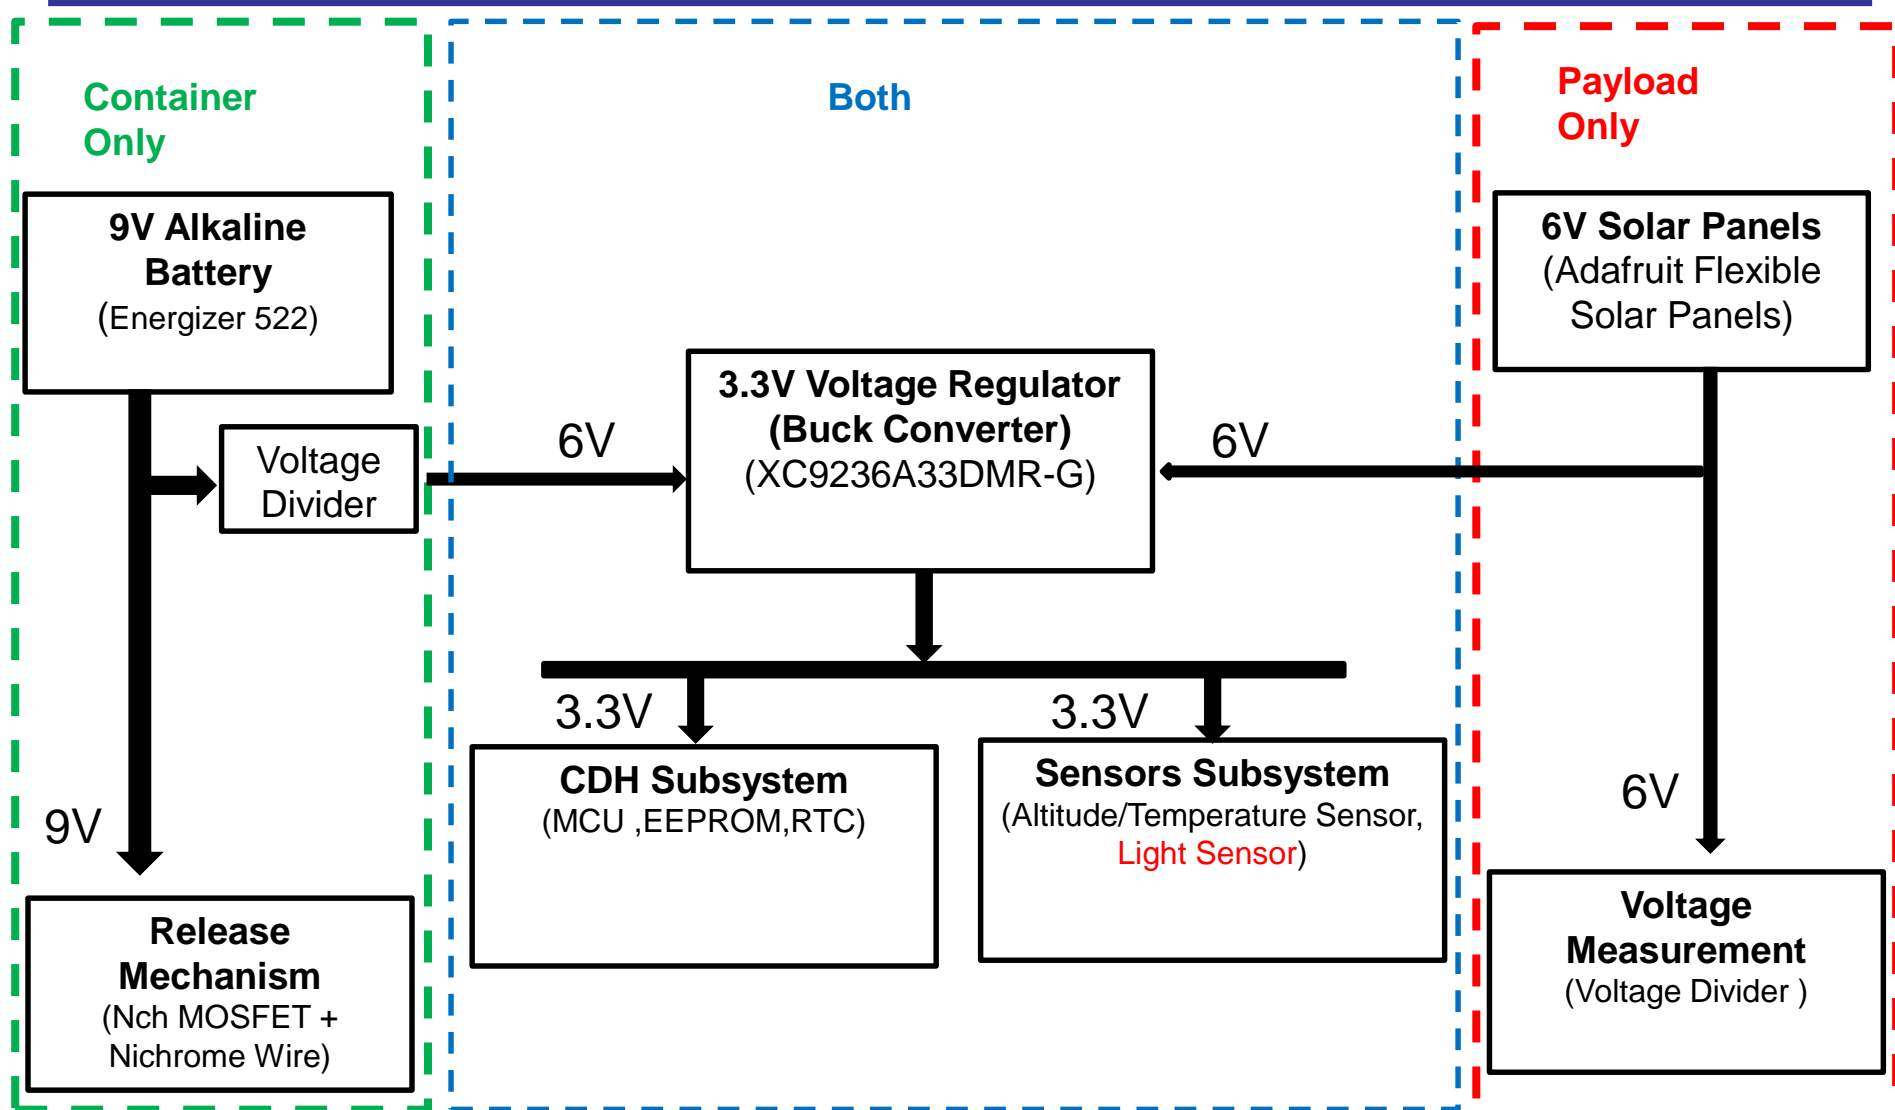 Container
Only
Both
Payload
Only
9V Alkaline
Battery
(Energizer 522)
6V Solar Panels
(Adafruit Flexible
Solar Panels)
3.3V Voltage Regulator
(Buck Converter)
(XC9236A33DMR-G)
Voltage
Divider
6V
6V
3.3V
3.3V
CDH Subsystem
(MCU ,EEPROM,RTC)
Sensors Subsystem
(Altitude/Temperature Sensor,
Light Sensor)
9V
6V
Release
Mechanism
(Nch MOSFET +
Nichrome Wire)
Voltage
Measurement
(Voltage Divider )